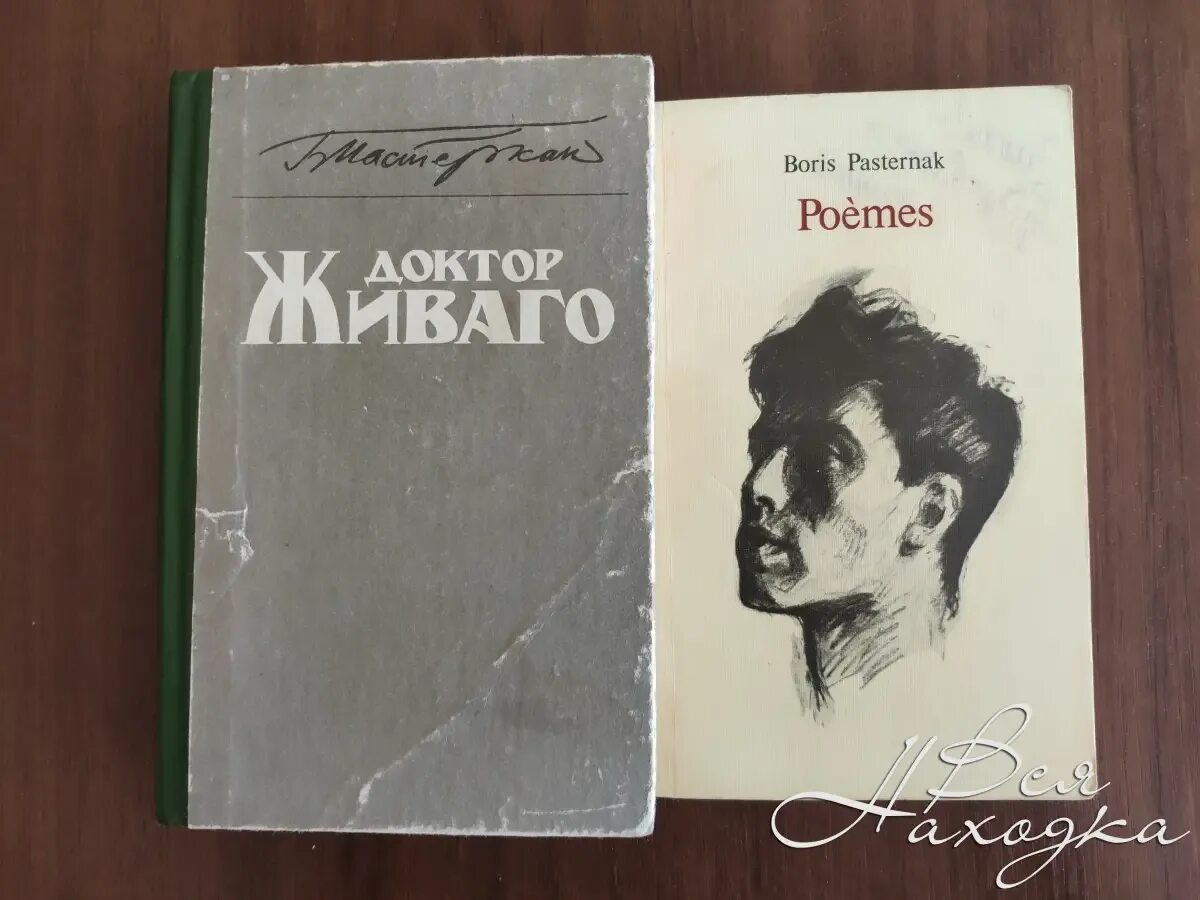 Б Пастернак
ДОКТОР
ЖИВАГО
Boris Pasternak
Poèmes
Вся
Находка